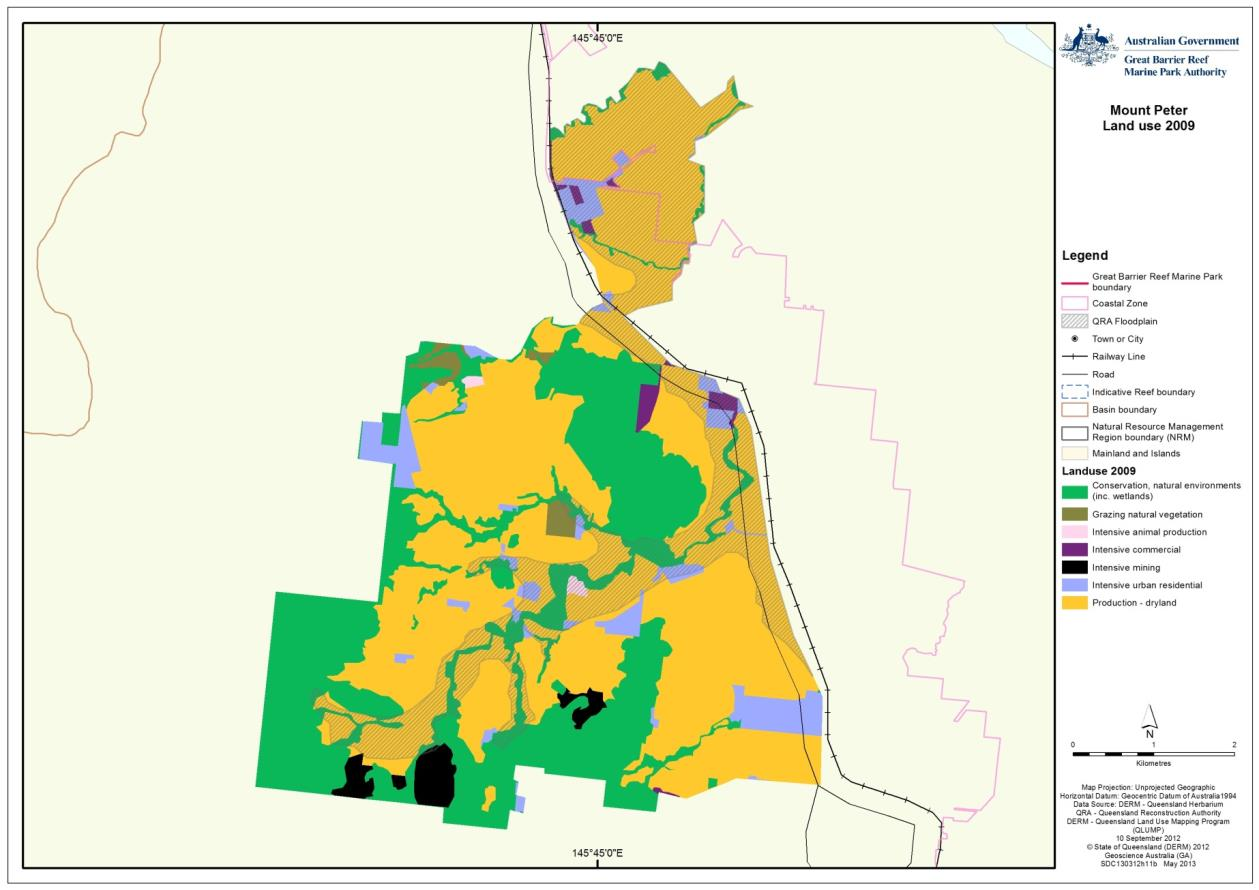 145°45'0"E
Australian Government
Great Barrier Reef
Marine Park Authority
Mount Peter
Land use 2009
Legend
Great Barrier Reef Marine Park
boundary
Coastal Zone
QRA Floodplain
Town or City
Railway Line
Road
Indicative Reef boundary
Basin boundary
Natural Resource Management
Region boundary (NRM)
Mainland and Islands
Landuse 2009
Conservation, natural environments
(inc. wetlands)
Grazing natural vegetation
Intensive animal production
Intensive commercial
Intensive mining
Intensive urban residential
Production - dryland
N
0 1 2
Kilometres
Map Projection: Unprojected Geographic
Horizontal Datum: Geocentric Datum of Australia1994
Data Source: DERM - Queensland Herbarium
QRA - Queensland Reconstruction Authority
DERM - Queensland Land Use Mapping Program
(QLUMP)
10 September 2012
© State of Queensland (DERM) 2012
Geoscience Australia (GA)
SDC130312h11b May 2013
145°45'0"E